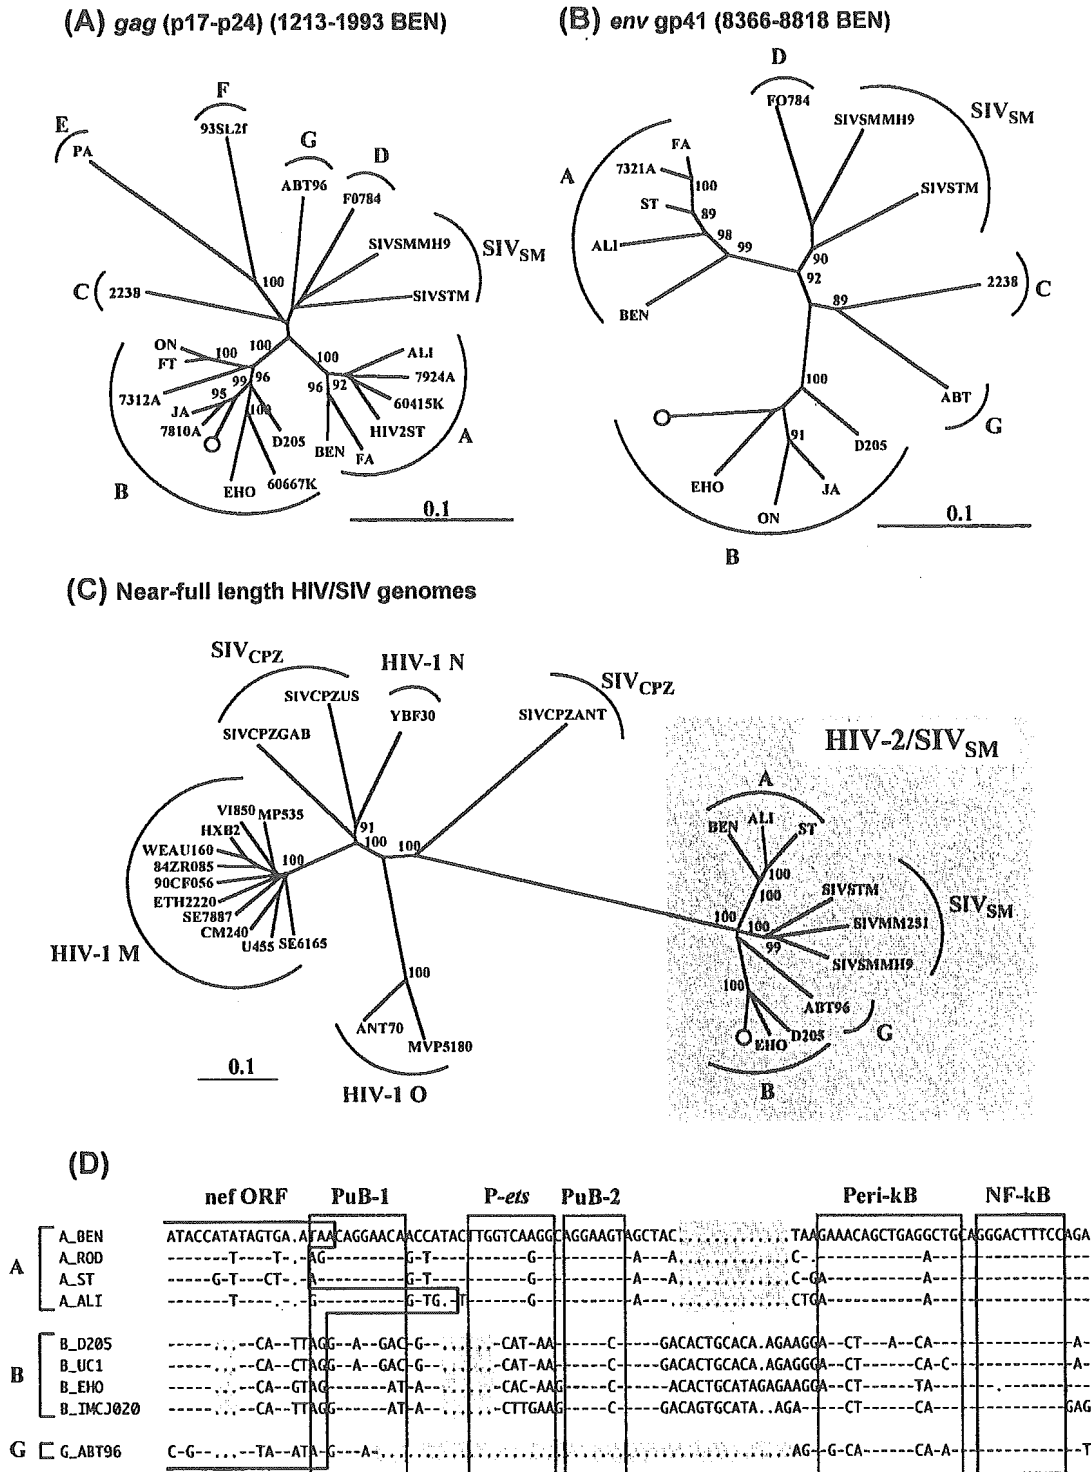 (A) gag (p17-p24) (1213-1993 BEN)
E
PA
F
93SL2f
G
ABT96
D
F0784
SIVSMMH9
SIVSM
SIVSTM
C
2238
100
ON
FT
100
100
7312A
99
96
95
JA
7810A
100
D205
EHO
60667K
B
100
96
92
ALI
7924A
60415K
HIV2ST
BEN
FA
A
0.1
(B) env gp41 (8366-8818 BEN)
D
FO784
SIVSMMH9
SIVSM
SIVSTM
A
FA
7321A
100
ST
89
98
99
ALI
BEN
90
92
89
2238
C
ABT
G
100
91
D205
EHO
JA
ON
B
0.1
(C) Near-full length HIV/SIV genomes
SIVCPZ
SIVCPZUS
SIVCPZGAB
HIV-1 N
YBF30
SIVCPZ
SIVCPZANT
HIV-2/SIVSM
91
100
100
VI850
MP535
HXB2
WEAU160
84ZR085
90CF056
ETH2220
SE7887
CM240
U455
SE6165
100
HIV-1 M
100
ANT70
MVP5180
HIV-1 O
0.1
A
BEN
ALI
ST
100
100
100
100
99
SIVSTM
SIVMM251
SIVSMMH9
SIVSM
100
ABT96
G
EHO
D205
B
(D)
nef ORF PuB-1 P-ets PuB-2 Peri-kB NF-kB
A
A_BEN ATACCATATAGTGA.ATAACAGGAACAACCATACTTGGTCAAGGCAGGAAGTAGCTAC............TAAGAAACAGCTGAGGCTGCAGGGACTTTCCAGA
A_ROD
A_ST
A_ALI
B
B_D205
B_UC1
B_EHO
B_IMCJ020
G
G_ABT96